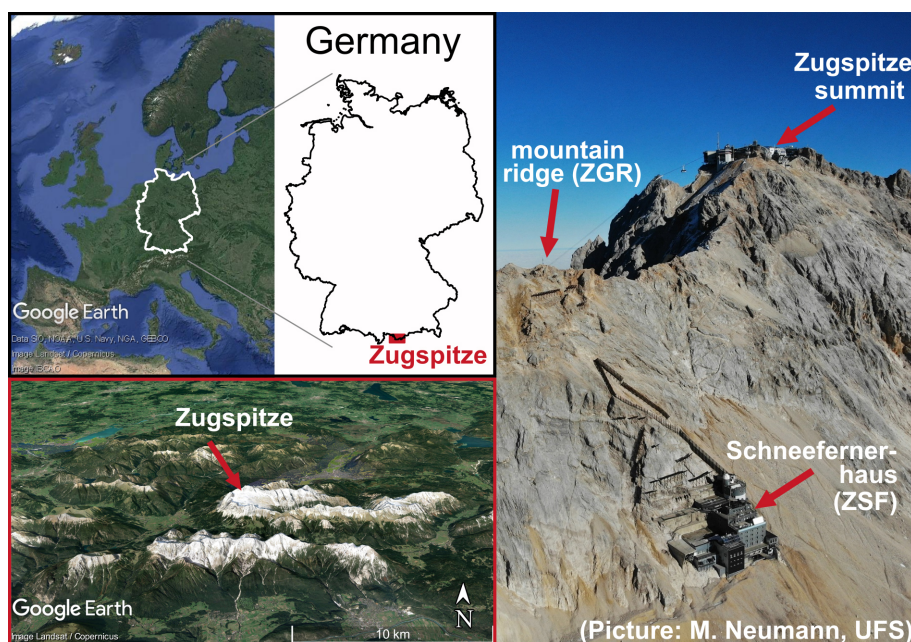 Germany
Zugspitze
Google Earth
Data SIO, NOAA, U.S. Navy, NGA, GEBCO
Image Landsat / Copernicus
Image IBCAO
Zugspitze
Google Earth
Image Landsat / Copernicus
N
10 km
Zugspitze
summit
mountain
ridge (ZGR)
Schneeferner-
haus
(ZSF)
(Picture: M. Neumann, UFS)